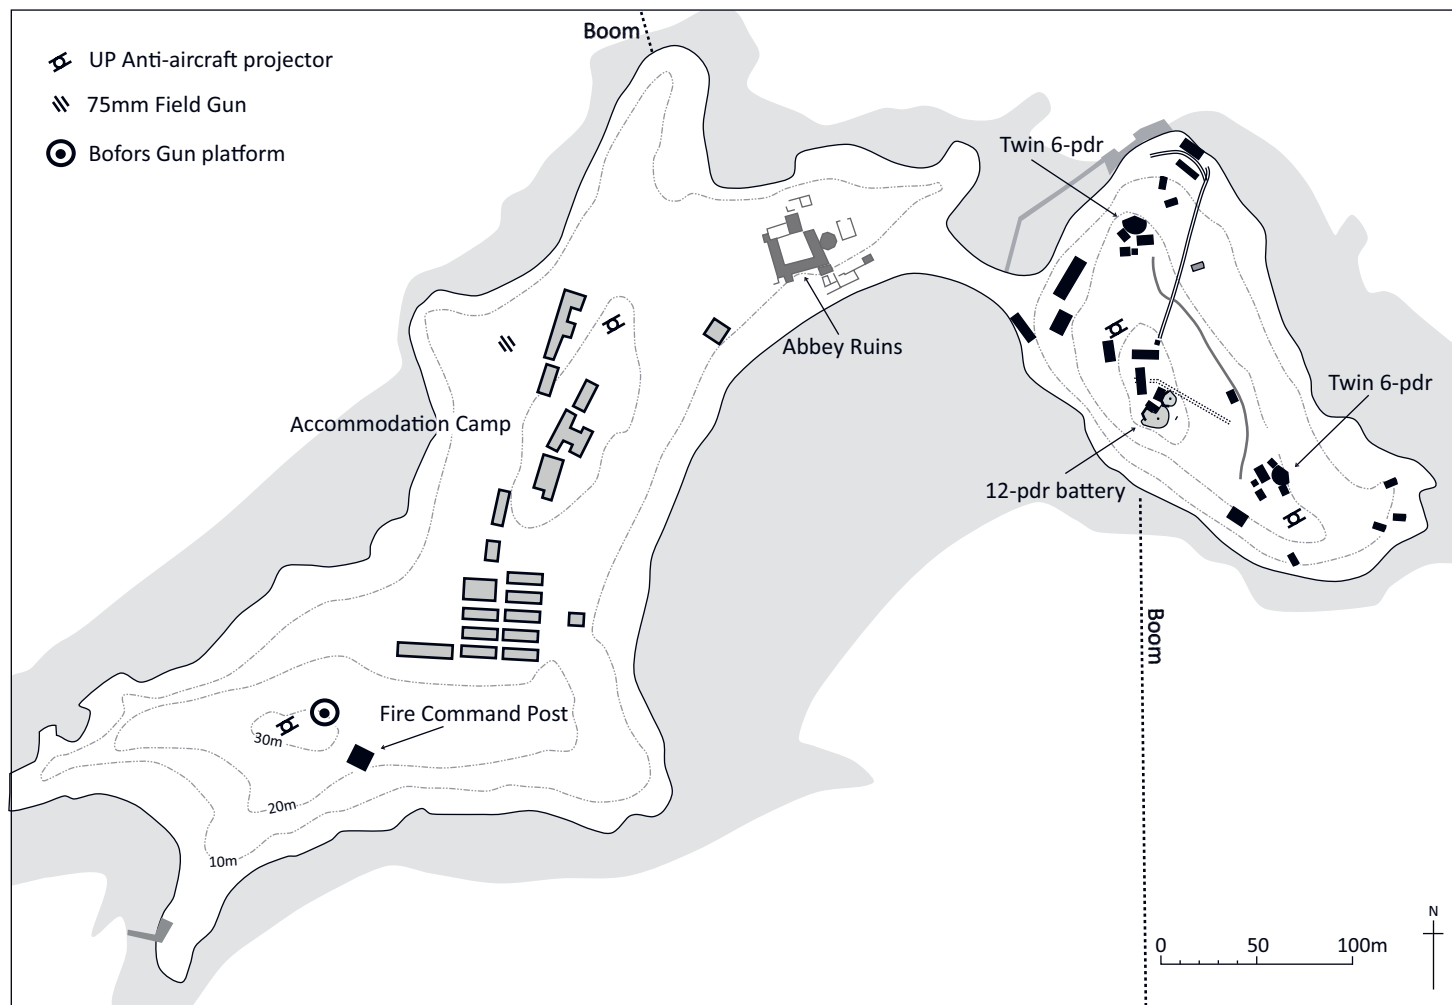 Boom
UP Anti-aircraft projector
75mm Field Gun
Bofors Gun platform
Twin 6-pdr
Abbey Ruins
Twin 6-pdr
Accommodation Camp
12-pdr battery
Boom
Fire Command Post
30m
20m
10m
N
0 50 100m